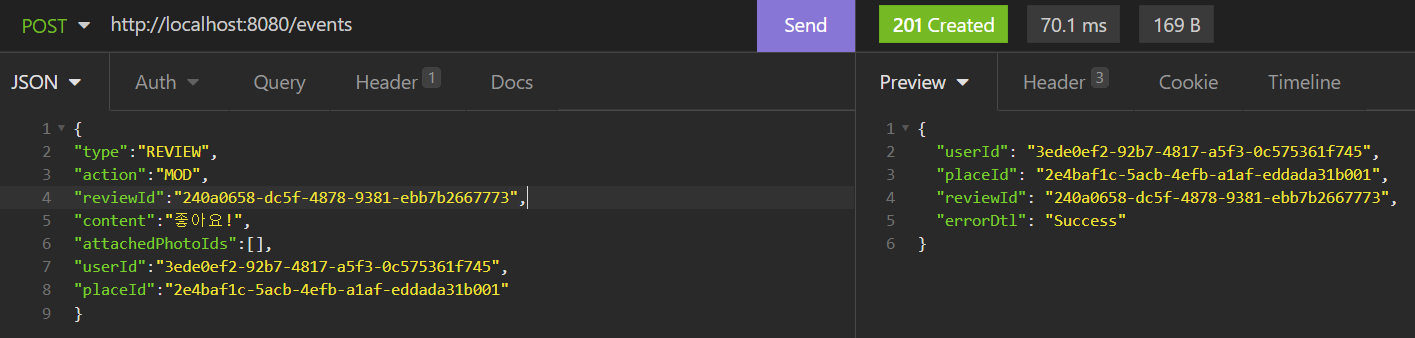 POST http://localhost:8080/events Send 201 Created 70.1 ms 169 B
JSON Auth Query Header 1 Docs
1 {
2 "type":"REVIEW",
3 "action":"MOD",
4 "reviewId":"240a0658-dc5f-4878-9381-ebb7b2667773",
5 "content":"좋아요!",
6 "attachedPhotoIds":[],
7 "userId":"3ede0ef2-92b7-4817-a5f3-0c575361f745",
8 "placeId":"2e4baf1c-5acb-4efb-a1af-eddada31b001"
9 }
Preview Header 3 Cookie Timeline
1 {
2 "userId": "3ede0ef2-92b7-4817-a5f3-0c575361f745",
3 "placeId": "2e4baf1c-5acb-4efb-a1af-eddada31b001",
4 "reviewId": "240a0658-dc5f-4878-9381-ebb7b2667773",
5 "errorDtl": "Success"
6 }